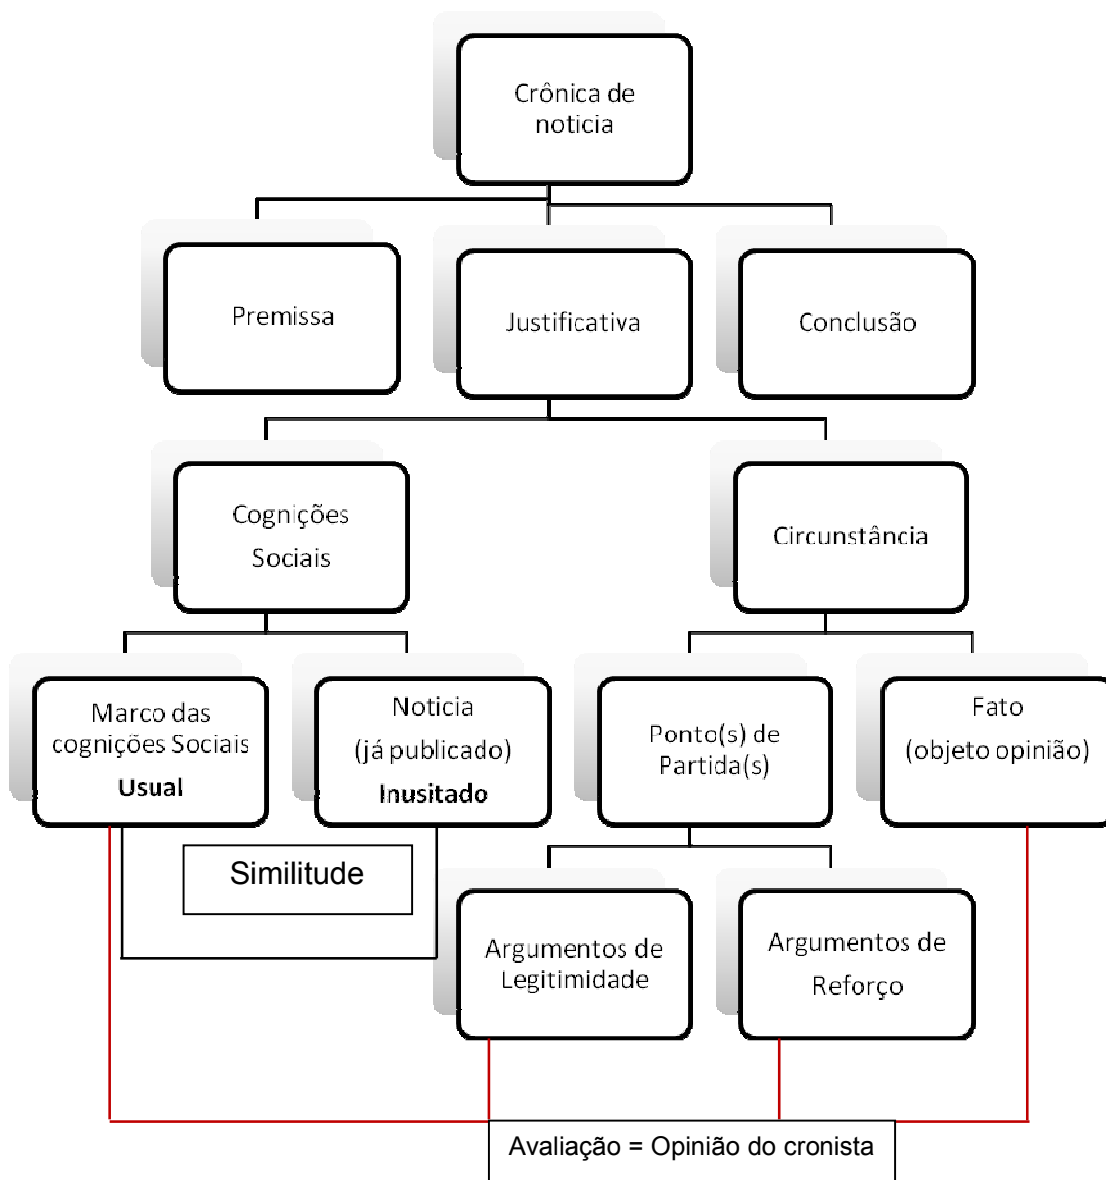 Crônica de
noticia
Premissa
Justificativa
Conclusão
Cognições
Sociais
Circunstância
Marco das
cognições Sociais
Usual
Noticia
(já publicado)
Inusitado
Ponto(s) de
Partida(s)
Fato
(objeto opinião)
Similitude
Argumentos de
Legitimidade
Argumentos de
Reforço
Avaliação = Opinião do cronista